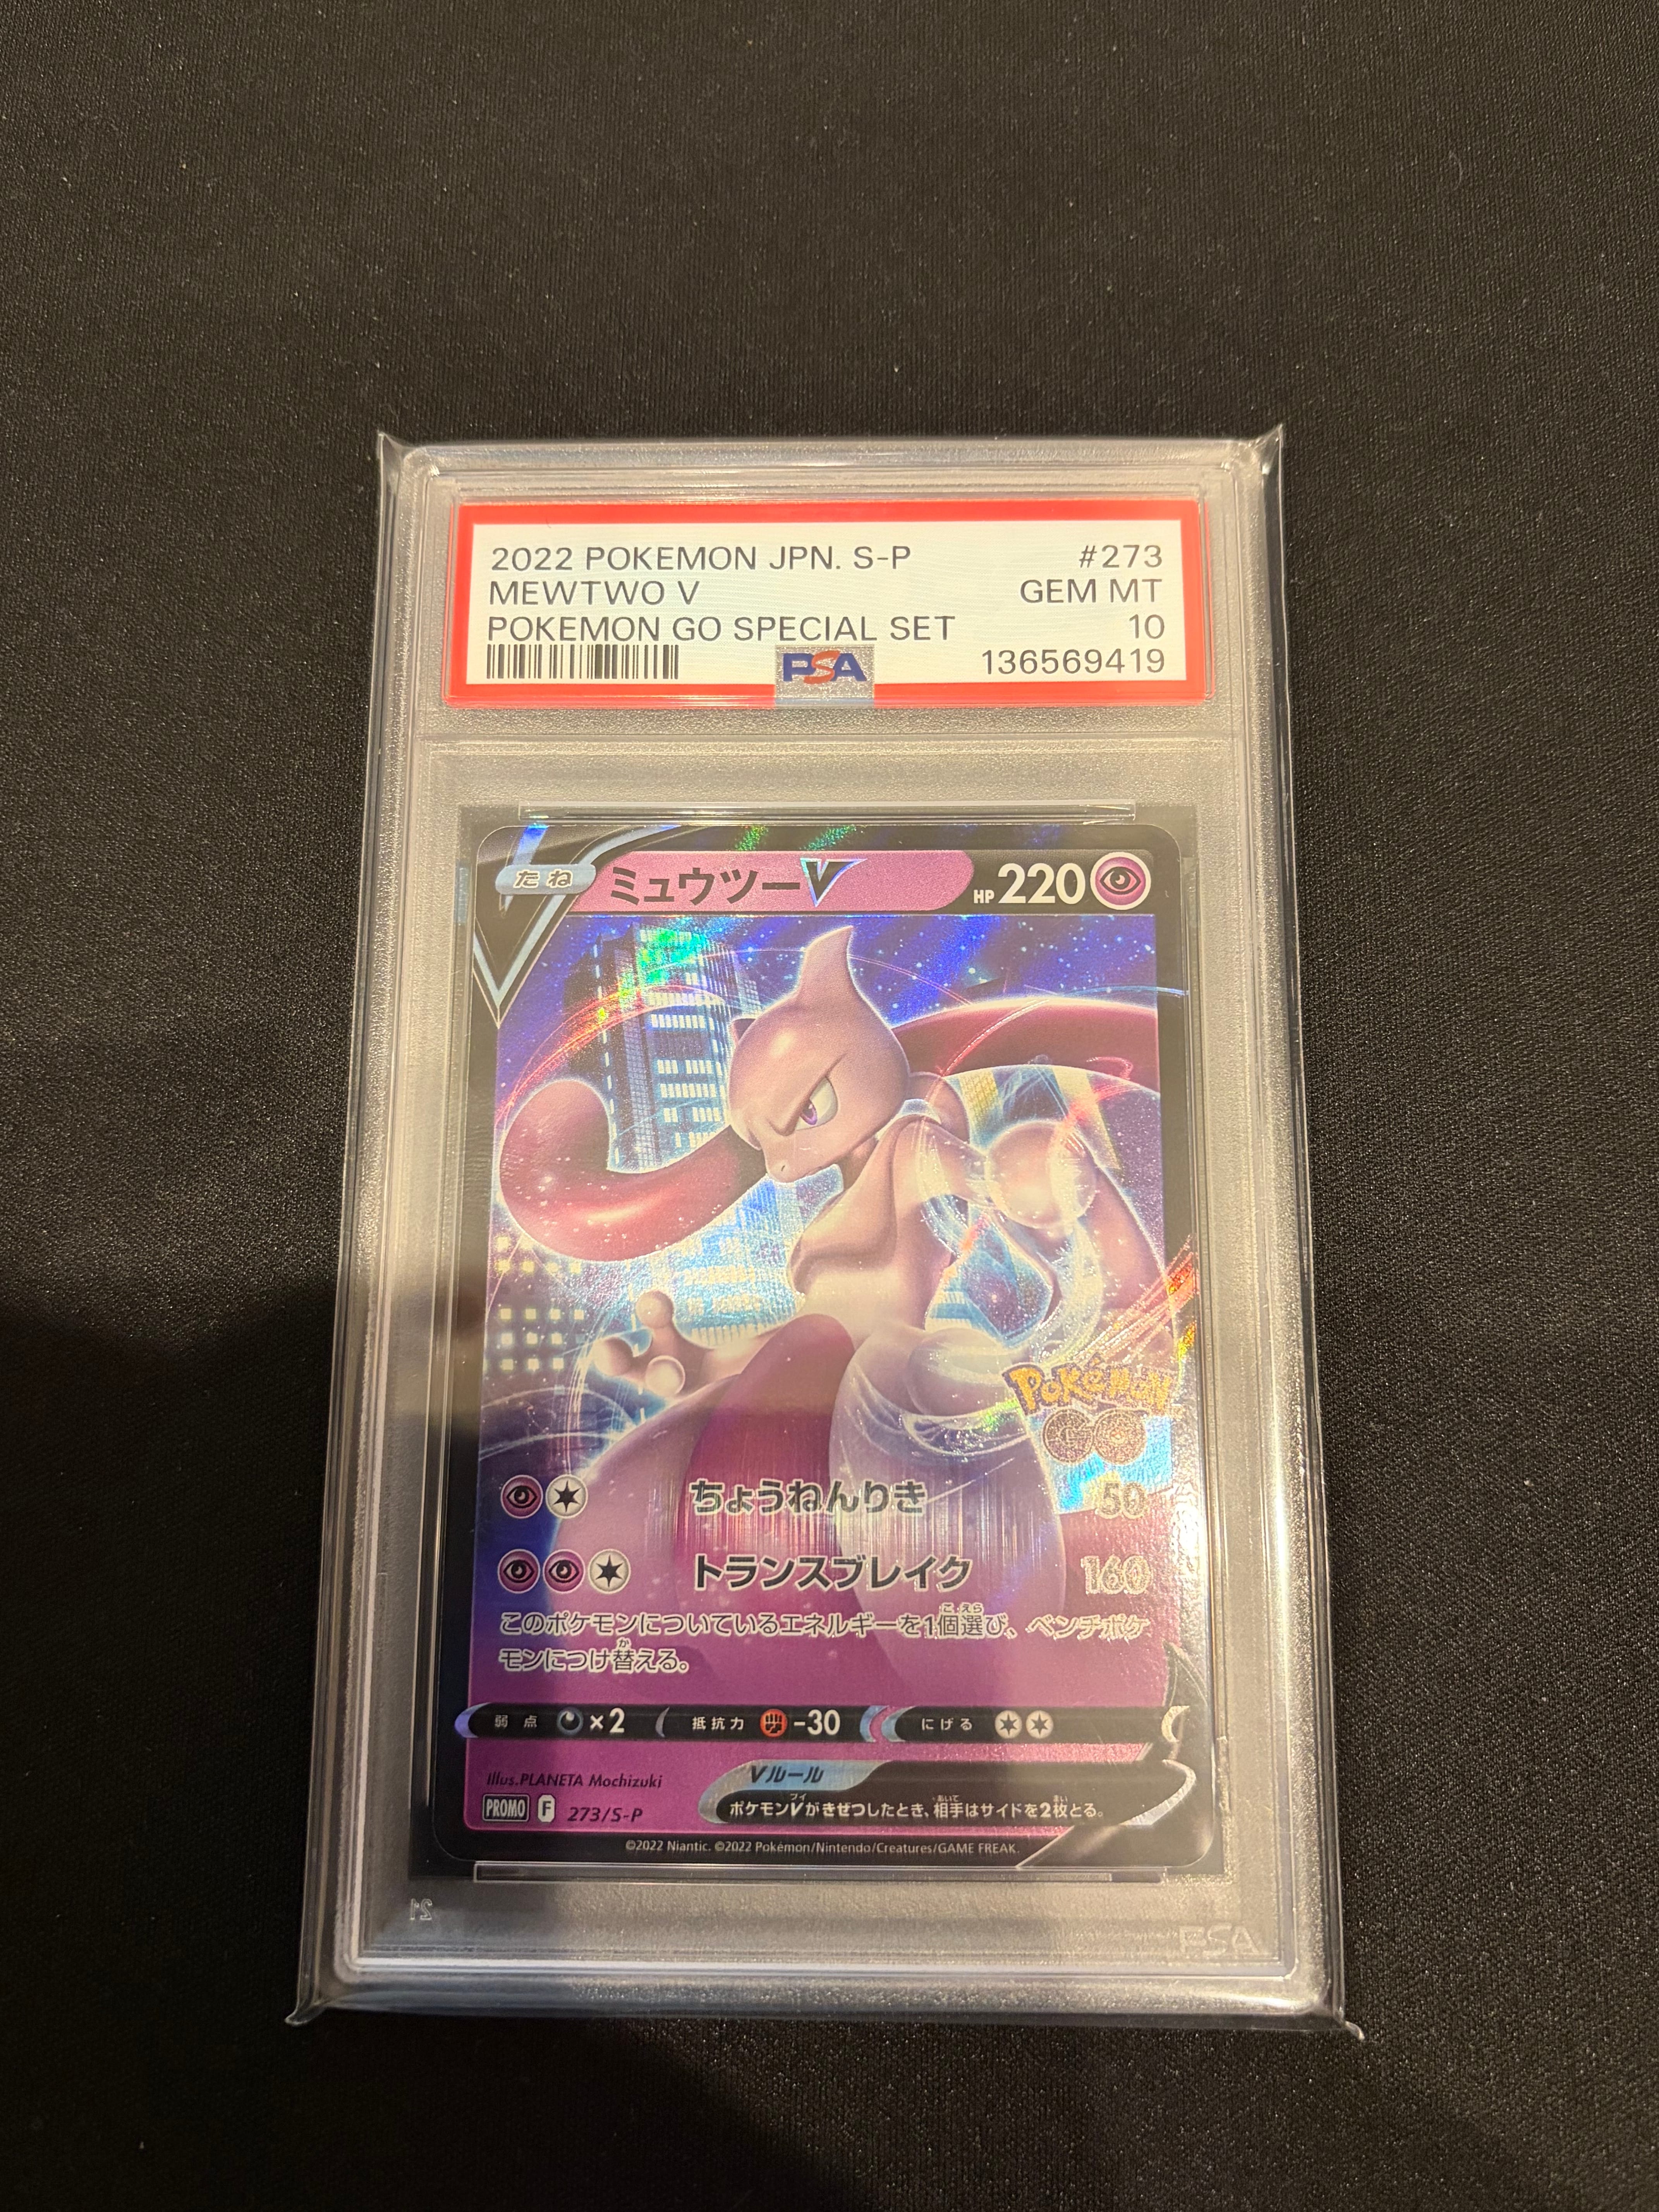 2022 POKEMON JPN. S-P #273
MEWTWO V GEM MT
POKEMON GO SPECIAL SET 10
PSA 136569419
たね ミュウツーV HP 220
Pokémon
GO
ちょうねんりき 50
トランスブレイク 160
このポケモンについているエネルギーを1個選び、ベンチポケ
モンにつけ替える。
弱点 ×2 抵抗力 -30 にげる
Illus. PLANETA Mochizuki
Vルール
PROMO F 273/S-P
ポケモンVがきぜつしたとき、相手はサイドを2枚とる。
©2022 Niantic. ©2022 Pokémon/Nintendo/Creatures/GAME FREAK.
21
PSA